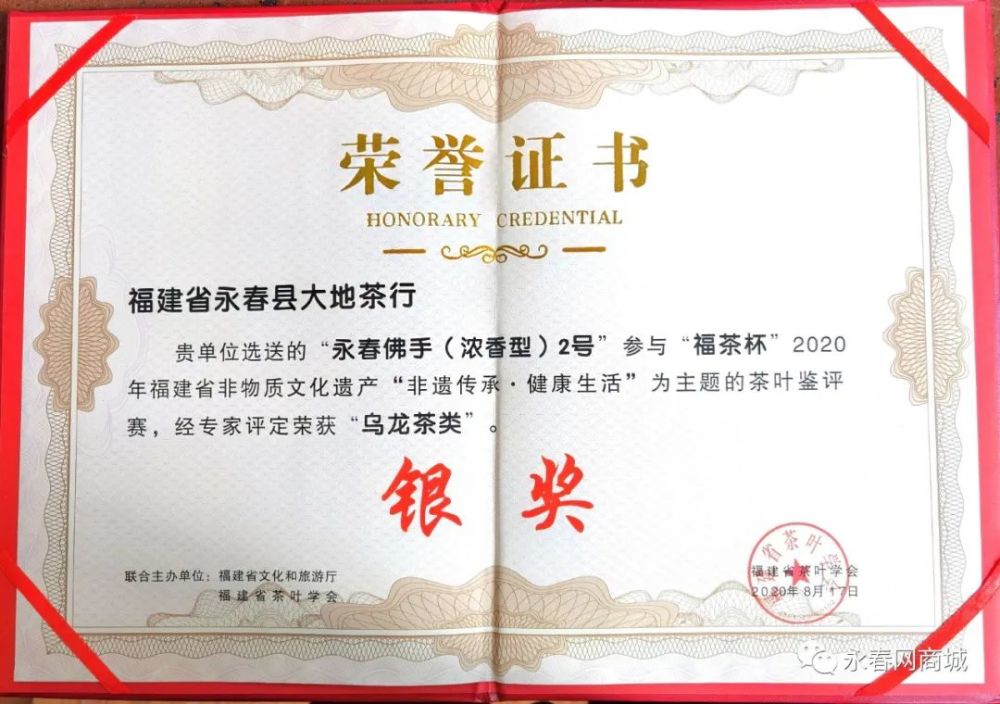 荣誉证书
HONORARY CREDENTIAL
福建省永春县大地茶行
贵单位选送的“永春佛手（浓香型）2号”参与“福茶杯”2020
年福建省非物质文化遗产“非遗传承·健康生活”为主题的茶叶鉴评
赛，经专家评定荣获“乌龙茶类”。
银奖
联合主办单位：福建省文化和旅游厅
福建省茶叶学会
福建省茶叶学会
2020年8月17日
永春网商城